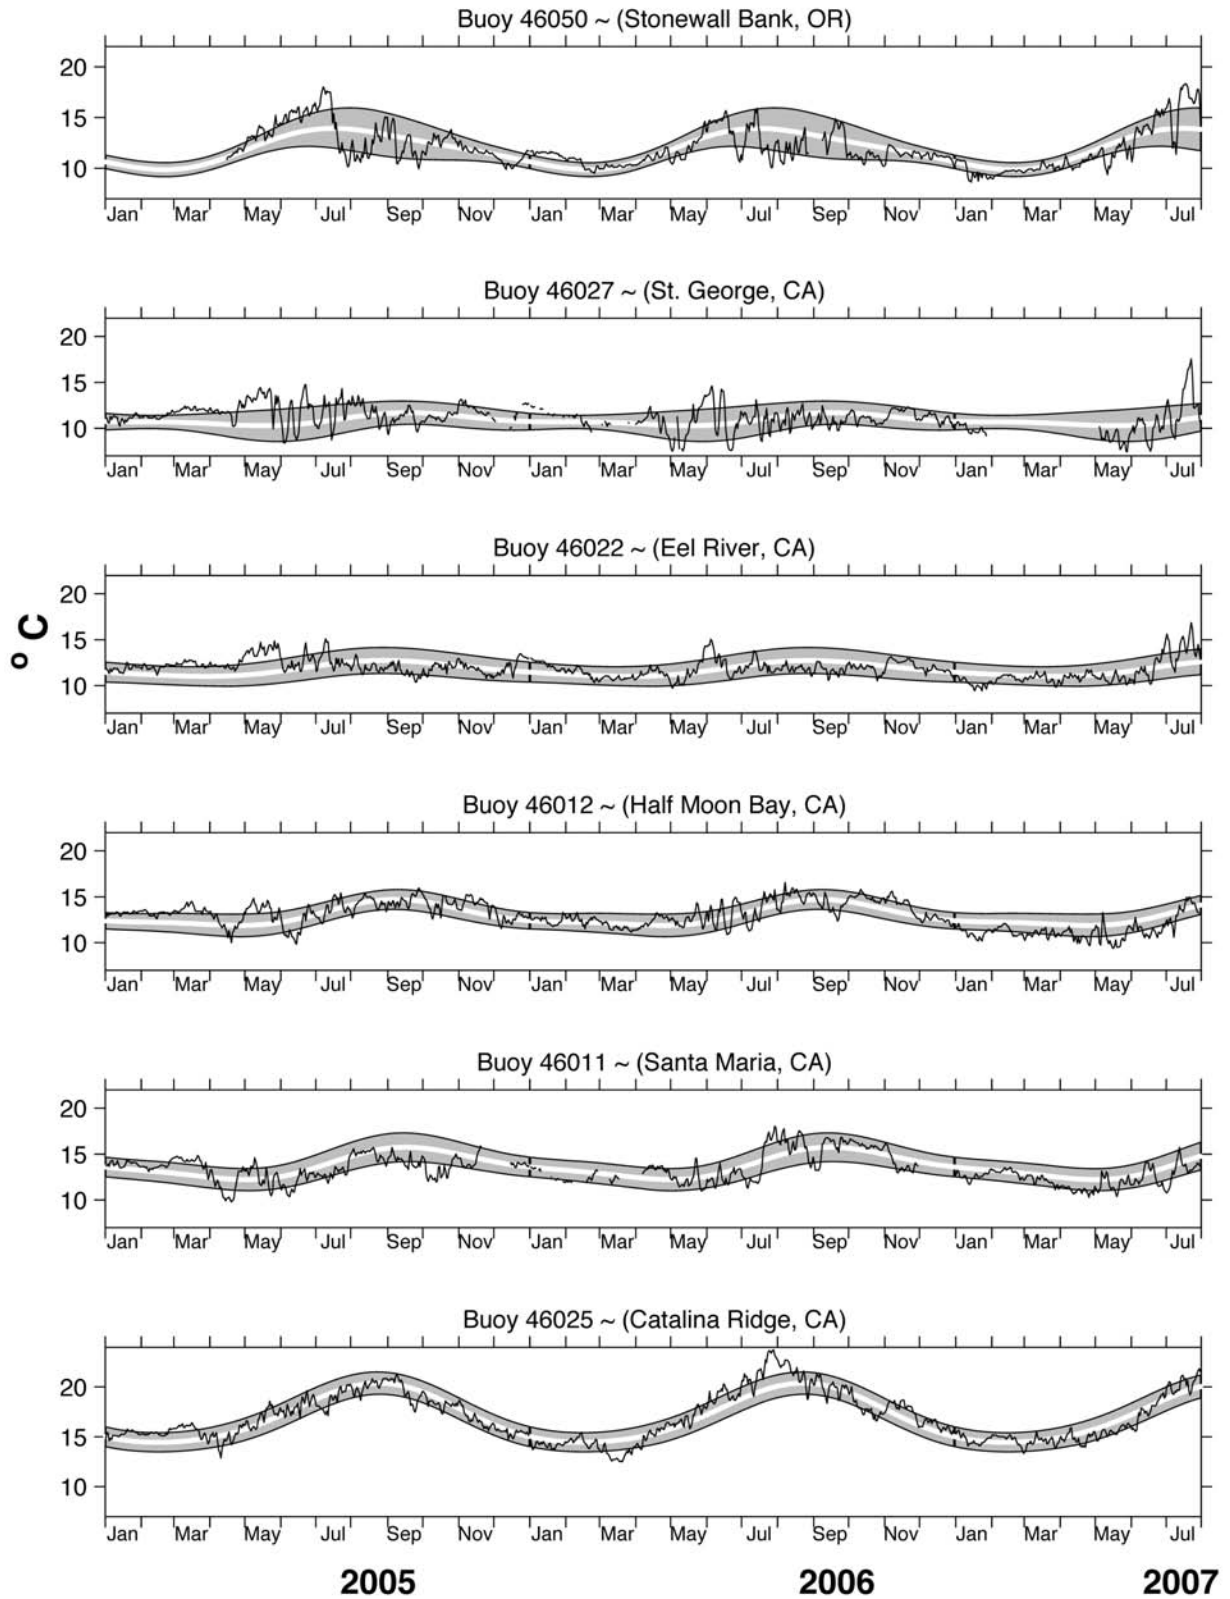 Buoy 46050 ~ (Stonewall Bank, OR)
20
15
10
Jan Mar May Jul Sep Nov Jan Mar May Jul Sep Nov Jan Mar May Jul
Buoy 46027 ~ (St. George, CA)
20
15
10
Jan Mar May Jul Sep Nov Jan Mar May Jul Sep Nov Jan Mar May Jul
Buoy 46022 ~ (Eel River, CA)
20
15
10
Jan Mar May Jul Sep Nov Jan Mar May Jul Sep Nov Jan Mar May Jul
° C
Buoy 46012 ~ (Half Moon Bay, CA)
20
15
10
Jan Mar May Jul Sep Nov Jan Mar May Jul Sep Nov Jan Mar May Jul
Buoy 46011 ~ (Santa Maria, CA)
20
15
10
Jan Mar May Jul Sep Nov Jan Mar May Jul Sep Nov Jan Mar May Jul
Buoy 46025 ~ (Catalina Ridge, CA)
20
15
10
Jan Mar May Jul Sep Nov Jan Mar May Jul Sep Nov Jan Mar May Jul
2005 2006 2007